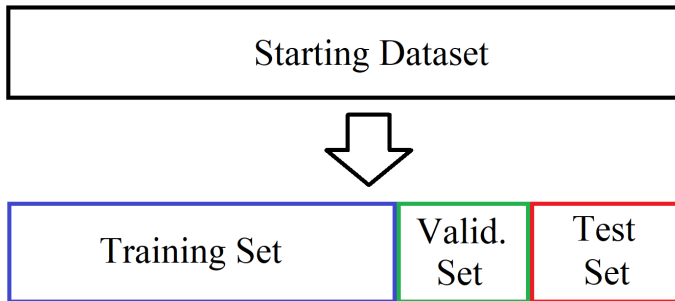 Starting Dataset
Training Set
Valid.
Set
Test
Set